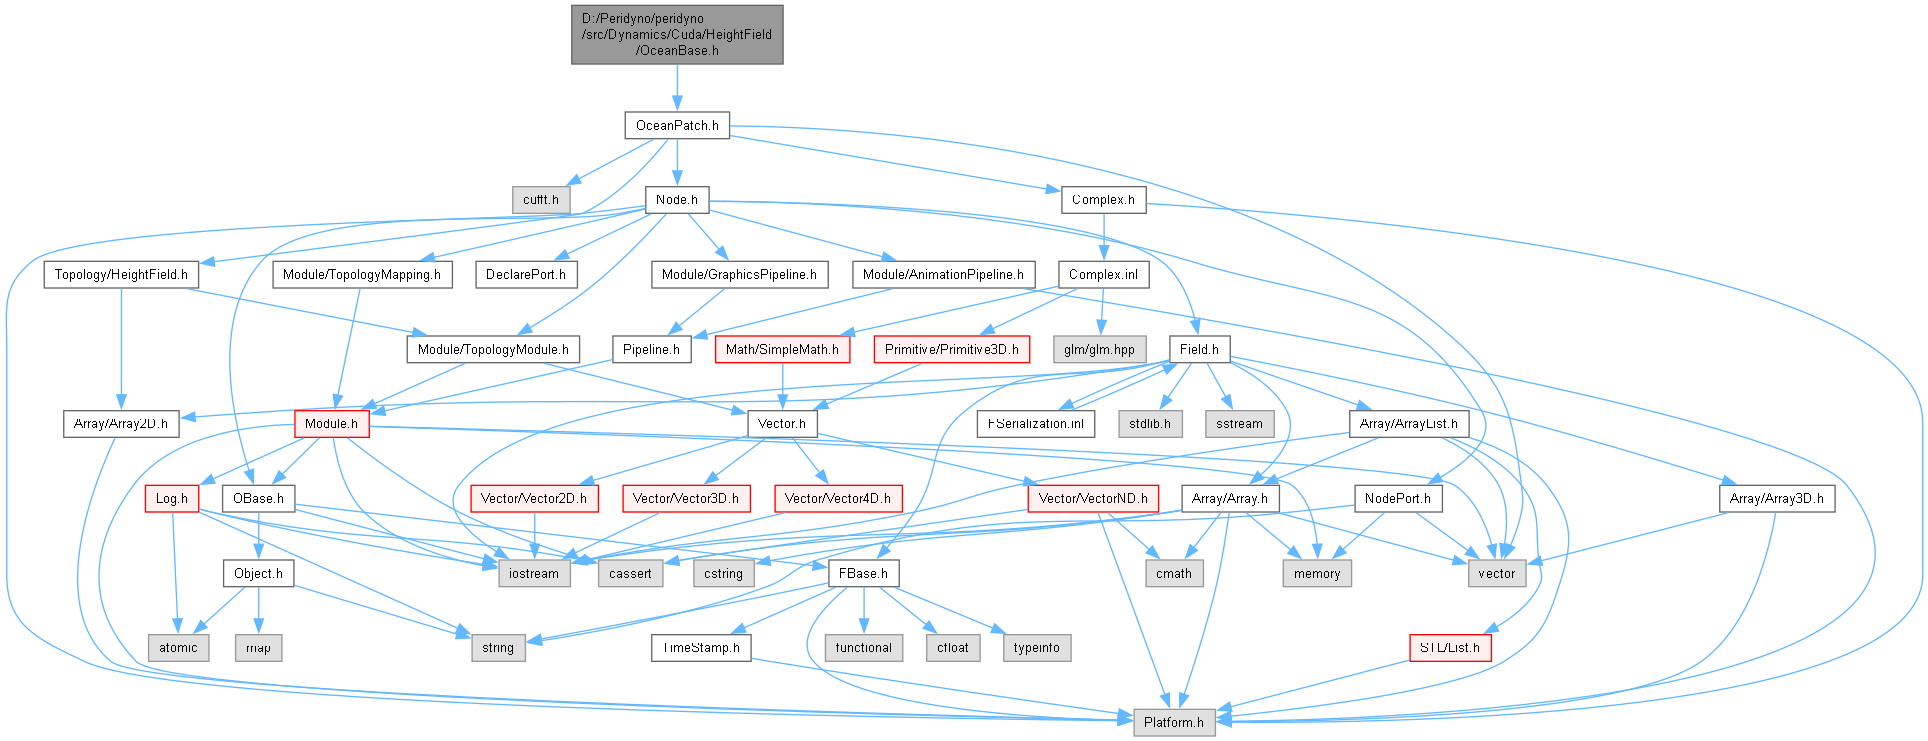 D:/Peridyno/peridyno
/src/Dynamics/Cuda/HeightField
/OceanBase.h
OceanPatch.h
cufft.h
Node.h
Complex.h
Topology/HeightField.h
Module/TopologyMapping.h
DeclarePort.h
Module/GraphicsPipeline.h
Module/AnimationPipeline.h
Complex.inl
Module/TopologyModule.h
Pipeline.h
Math/SimpleMath.h
Primitive/Primitive3D.h
glm/glm.hpp
Field.h
Array/Array2D.h
Module.h
Vector.h
FSerialization.inl
stdlib.h
sstream
Array/ArrayList.h
Log.h
OBase.h
Vector/Vector2D.h
Vector/Vector3D.h
Vector/Vector4D.h
Vector/VectorND.h
Array/Array.h
NodePort.h
Array/Array3D.h
Object.h
iostream
cassert
cstring
FBase.h
cmath
memory
vector
atomic
map
string
TimeStamp.h
functional
cfloat
typeinfo
STL/List.h
Platform.h